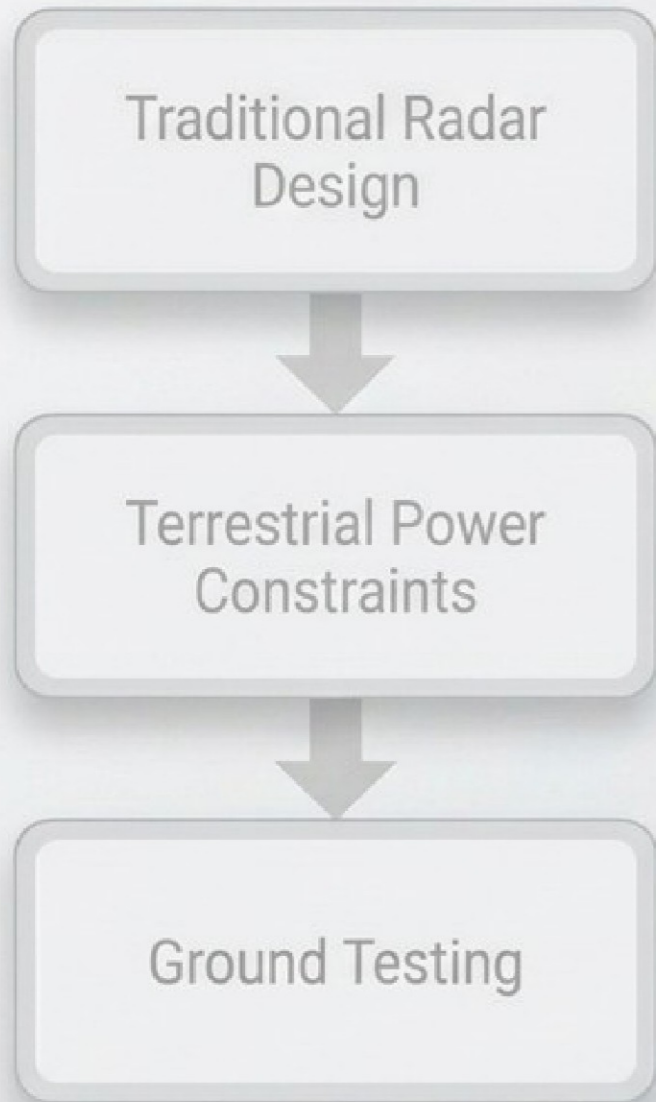 Traditional Radar
Design
Terrestrial Power
Constraints
Ground Testing